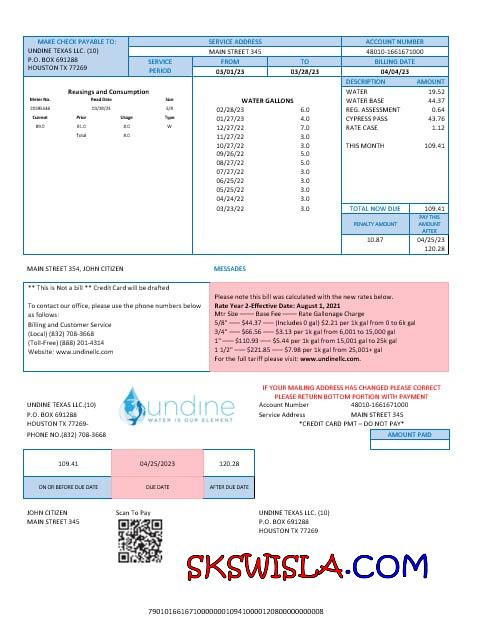 MAKE CHECK PAYABLE TO:
UNDINE TEXAS LLC. (10)
P.O. BOX 691288
HOUSTON TX 77269
SERVICE ADDRESS
MAIN STREET 345
SERVICE PERIOD
FROM TO
03/01/23 03/28/23
ACCOUNT NUMBER
48010-1661671000
BILLING DATE
04/04/23
Reasings and Consumption
Meter No. Read Date Size
03/28/23 5/8
Current Prior Usage Type
89.0 81.0 8.0 W
Total 8.0
WATER GALLONS
02/28/23 6.0
01/27/23 4.0
12/27/22 7.0
11/27/22 3.0
10/27/22 3.0
09/26/22 5.0
08/27/22 5.0
07/27/22 3.0
06/25/22 3.0
05/25/22 3.0
04/24/22 3.0
03/23/22 3.0
DESCRIPTION AMOUNT
WATER 19.52
WATER BASE 44.37
REG. ASSESSMENT 0.64
CYPRESS PASS 43.76
RATE CASE 1.12
THIS MONTH 109.41
TOTAL NOW DUE 109.41
PENALTY AMOUNT
PAY THIS
AMOUNT
AFTER
10.87 04/25/23
120.28
MAIN STREET 354, JOHN CITIZEN
MESSADES
** This is Not a bill ** Credit Card will be drafted
To contact our office, please use the phone numbers below
as follows:
Billing and Customer Service
(Local) (832) 708-3668
(Toll-Free) (888) 201-4314
Website: www.undinellc.com
Please note this bill was calculated with the new rates below.
Rate Year 2-Effective Date: August 1, 2021
Mtr Size ---- Base Fee---- Rate Gallonage Charge
5/8" ---- $44.37 ---- (Includes 0 gal) $2.21 per 1k gal from 0 to 6k gal
3/4" ---- $66.56 ---- $3.13 per 1k gal from 6,001 to 15,000 gal
1" ---- $110.93 ---- $5.44 per 1k gal from 15,001 gal to 25k gal
1 1/2" ---- $221.85 ---- $7.98 per 1k gal from 25,001+ gal
For the full tariff please visit: www.undinellc.com.
UNDINE TEXAS LLC.(10)
P.O. BOX 691288
HOUSTON TX 77269-
PHONE NO.(832) 708-3668
undine
WATER IS OUR ELEMENT
IF YOUR MAILING ADDRESS HAS CHANGED PLEASE CORRECT
PLEASE RETURN BOTTOM PORTION WITH PAYMENT
Account Number 48010-1661671000
Service Address MAIN STREET 345
*CREDIT CARD PMT – DO NOT PAY*
AMOUNT PAID
109.41 04/25/2023 120.28
ON OR BEFORE DUE DATE DUE DATE AFTER DUE DATE
JOHN CITIZEN
MAIN STREET 345
Scan To Pay
UNDINE TEXAS LLC. (10)
P.O. BOX 691288
HOUSTON TX 77269
SKSWISLA.COM